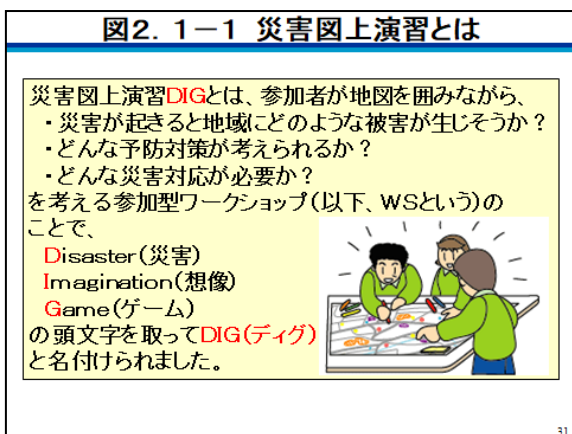 図2.1－1 災害図上演習とは
災害図上演習DIGとは、参加者が地図を囲みながら、
・災害が起きると地域にどのような被害が生じそうか？
・どんな予防対策が考えられるか？
・どんな災害対応が必要か？
を考える参加型ワークショップ（以下、WSという）の
ことで、
Disaster（災害）
Imagination（想像）
Game（ゲーム）
の頭文字を取ってDIG（ディグ）
と名付けられました。
31